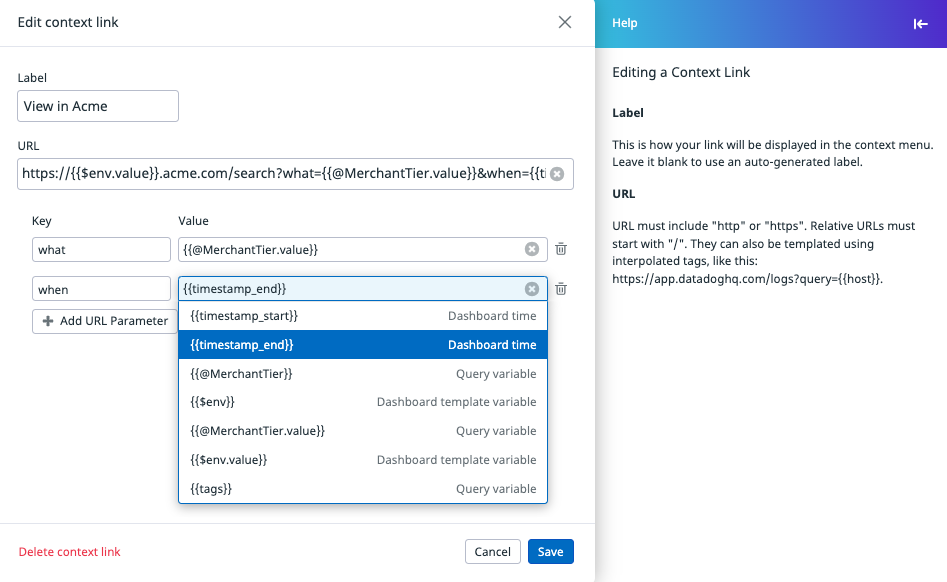 Edit context link
Label
View in Acme
URL
https://{{$env.value}}.acme.com/search?what={{@MerchantTier.value}}&when={{ti
Key Value
what {{@MerchantTier.value}}
when {{timestamp_end}}
Add URL Parameter
{{timestamp_start}} Dashboard time
{{timestamp_end}} Dashboard time
{{@MerchantTier}} Query variable
{{$env}} Dashboard template variable
{{@MerchantTier.value}} Query variable
{{$env.value}} Dashboard template variable
{{tags}} Query variable
Delete context link
Cancel
Save
Help
Editing a Context Link
Label
This is how your link will be displayed in the context menu.
Leave it blank to use an auto-generated label.
URL
URL must include "http" or "https". Relative URLs must
start with "/". They can also be templated using
interpolated tags, like this:
https://app.datadoghq.com/logs?query={{host}}.